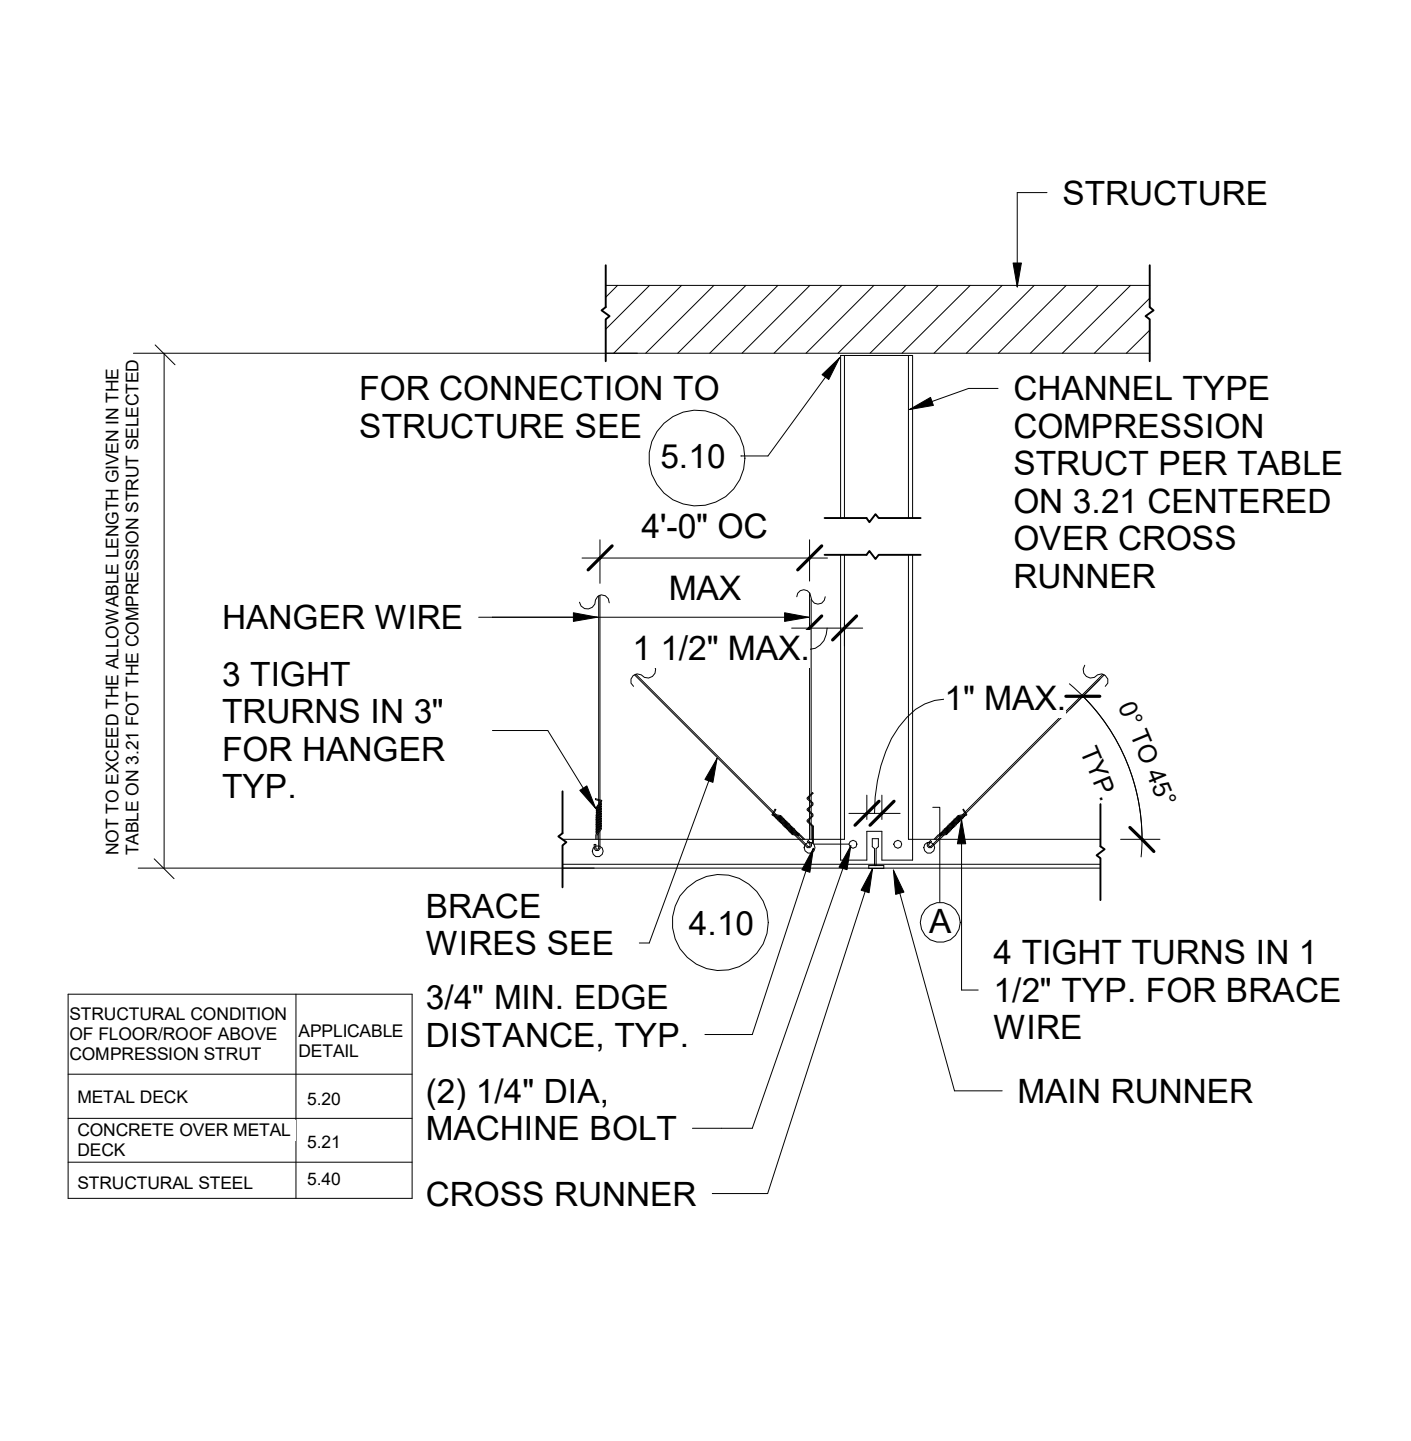 STRUCTURE
FOR CONNECTION TO
STRUCTURE SEE
5.10
CHANNEL TYPE
COMPRESSION
STRUCT PER TABLE
ON 3.21 CENTERED
OVER CROSS
RUNNER
NOT TO EXCEED THE ALLOWABLE LENGTH GIVEN IN THE
TABLE ON 3.21 FOT THE COMPRESSION STRUT SELECTED
4'-0" OC
MAX
HANGER WIRE
1 1/2" MAX.
3 TIGHT
TRURNS IN 3"
FOR HANGER
TYP.
1" MAX.
0° TO 45°
TYP.
BRACE
WIRES SEE
4.10
A
4 TIGHT TURNS IN 1
1/2" TYP. FOR BRACE
WIRE
3/4" MIN. EDGE
DISTANCE, TYP.
(2) 1/4" DIA,
MACHINE BOLT
MAIN RUNNER
CROSS RUNNER
STRUCTURAL CONDITION
OF FLOOR/ROOF ABOVE
COMPRESSION STRUT
APPLICABLE
DETAIL
METAL DECK
5.20
CONCRETE OVER METAL
DECK
5.21
STRUCTURAL STEEL
5.40